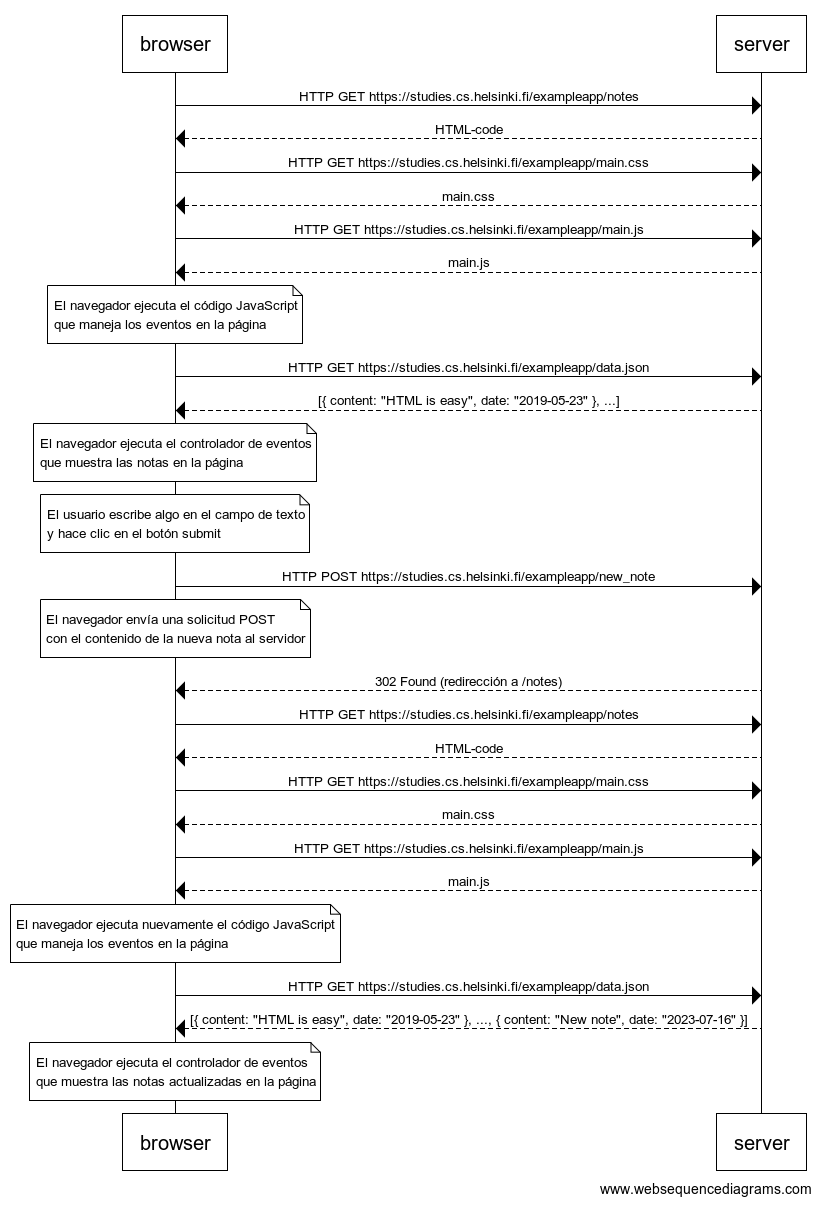 browser
server
HTTP GET https://studies.cs.helsinki.fi/exampleapp/notes
HTML-code
HTTP GET https://studies.cs.helsinki.fi/exampleapp/main.css
main.css
HTTP GET https://studies.cs.helsinki.fi/exampleapp/main.js
main.js
El navegador ejecuta el código JavaScript
que maneja los eventos en la página
HTTP GET https://studies.cs.helsinki.fi/exampleapp/data.json
[{ content: "HTML is easy", date: "2019-05-23" }, ...]
El navegador ejecuta el controlador de eventos
que muestra las notas en la página
El usuario escribe algo en el campo de texto
y hace clic en el botón submit
HTTP POST https://studies.cs.helsinki.fi/exampleapp/new_note
El navegador envía una solicitud POST
con el contenido de la nueva nota al servidor
302 Found (redirección a /notes)
HTTP GET https://studies.cs.helsinki.fi/exampleapp/notes
HTML-code
HTTP GET https://studies.cs.helsinki.fi/exampleapp/main.css
main.css
HTTP GET https://studies.cs.helsinki.fi/exampleapp/main.js
main.js
El navegador ejecuta nuevamente el código JavaScript
que maneja los eventos en la página
HTTP GET https://studies.cs.helsinki.fi/exampleapp/data.json
[{ content: "HTML is easy", date: "2019-05-23" }, ..., { content: "New note", date: "2023-07-16" }]
El navegador ejecuta el controlador de eventos
que muestra las notas actualizadas en la página
browser
server
www.websequencediagrams.com